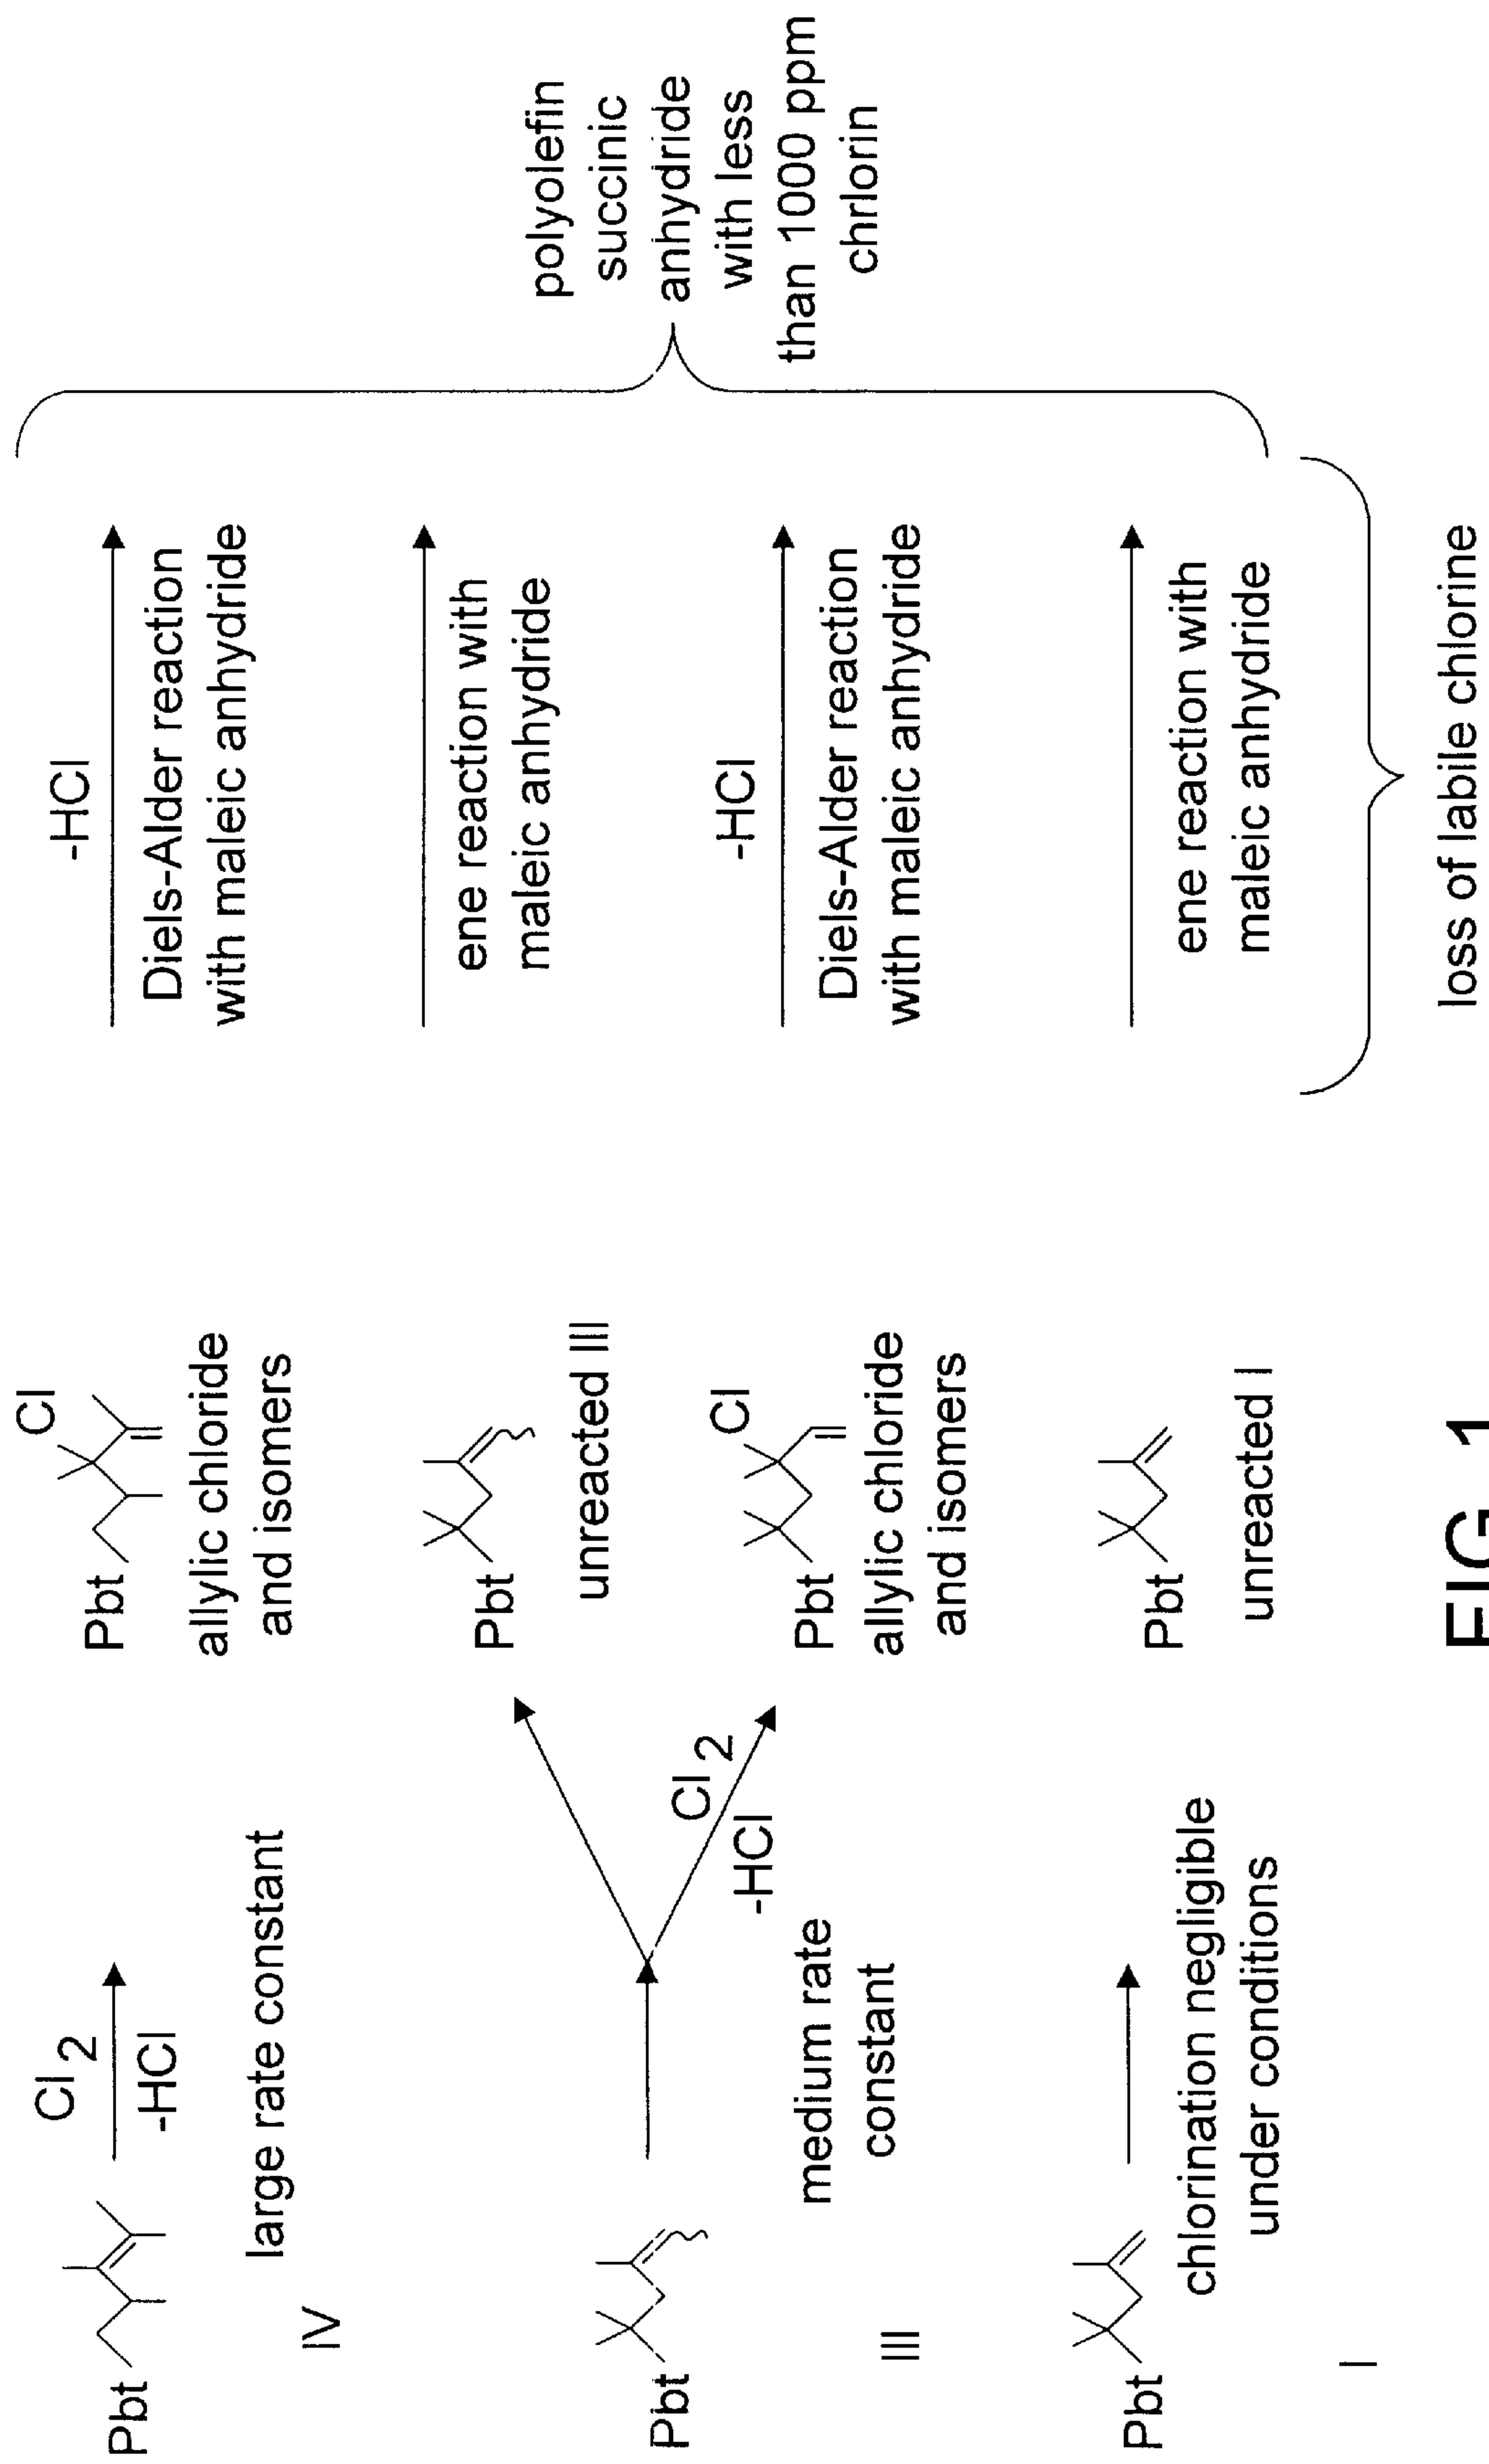 Pbt
Cl2
-HCl
large rate constant
IV
Pbt
Cl
allylic chloride
and isomers
-HCl
Diels-Alder reaction
with maleic anhydride
Pbt
III
medium rate
constant
Cl2
-HCl
Pbt
unreacted III
ene reaction with
maleic anhydride
Pbt
Cl
allylic chloride
and isomers
-HCl
Diels-Alder reaction
with maleic anhydride
Pbt
I
chlorination negligible
under conditions
Pbt
unreacted I
ene reaction with
maleic anhydride
polyolefin
succinic
anhydride
with less
than 1000 ppm
chrlorin
loss of labile chlorine